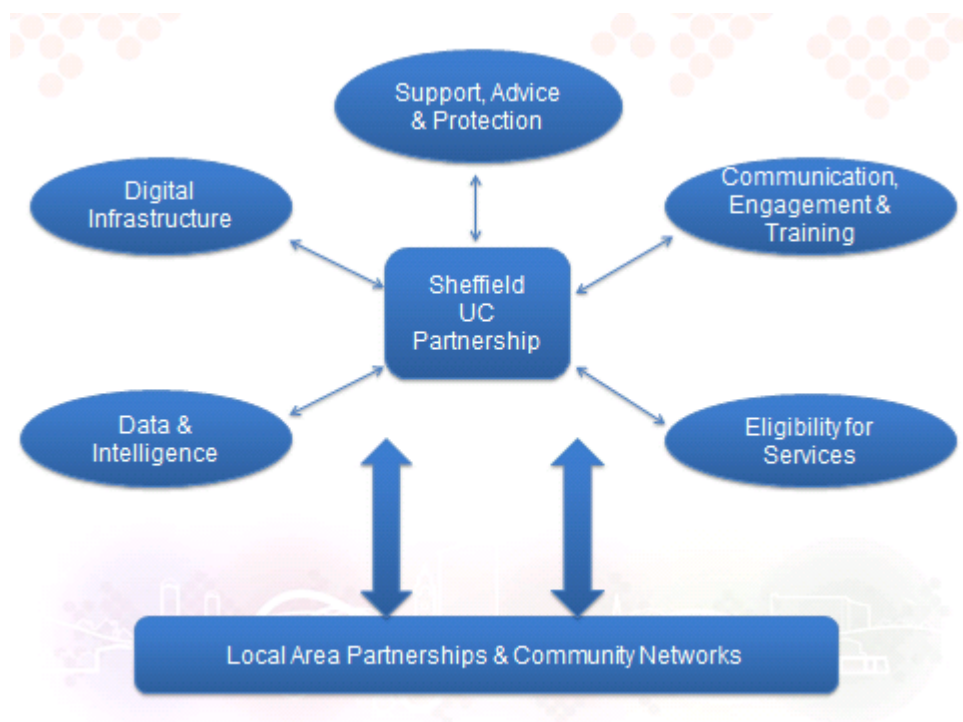 Support, Advice
& Protection
Digital
Infrastructure
Communication,
Engagement &
Training
Sheffield
UC
Partnership
Data &
Intelligence
Eligibility for
Services
Local Area Partnerships & Community Networks